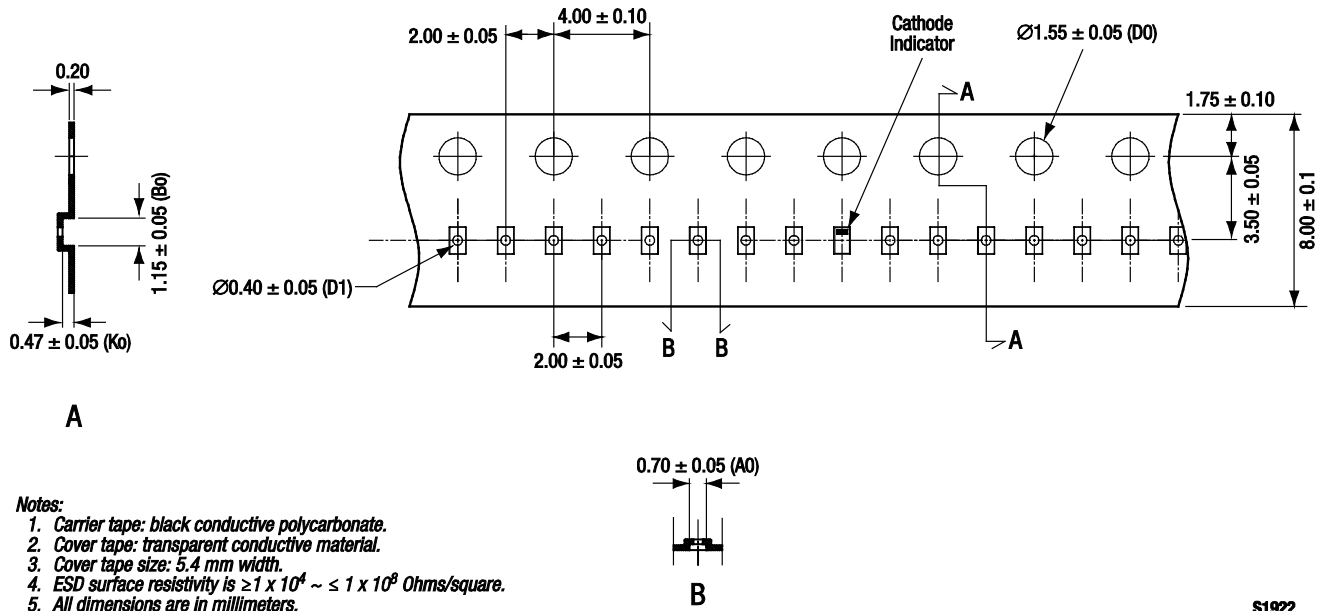 4.00 ± 0.10
2.00 ± 0.05
Cathode
Indicator
Ø1.55 ± 0.05 (D0)
0.20
A
1.75 ± 0.10
1.15 ± 0.05 (Bo)
3.50 ± 0.05
8.00 ± 0.1
Ø0.40 ± 0.05 (D1)
0.47 ± 0.05 (Ko)
B
B
A
2.00 ± 0.05
A
0.70 ± 0.05 (A0)
B
Notes:
1. Carrier tape: black conductive polycarbonate.
2. Cover tape: transparent conductive material.
3. Cover tape size: 5.4 mm width.
4. ESD surface resistivity is ≥1 x 10⁴ ~ ≤ 1 x 10⁸ Ohms/square.
5. All dimensions are in millimeters.
S1922